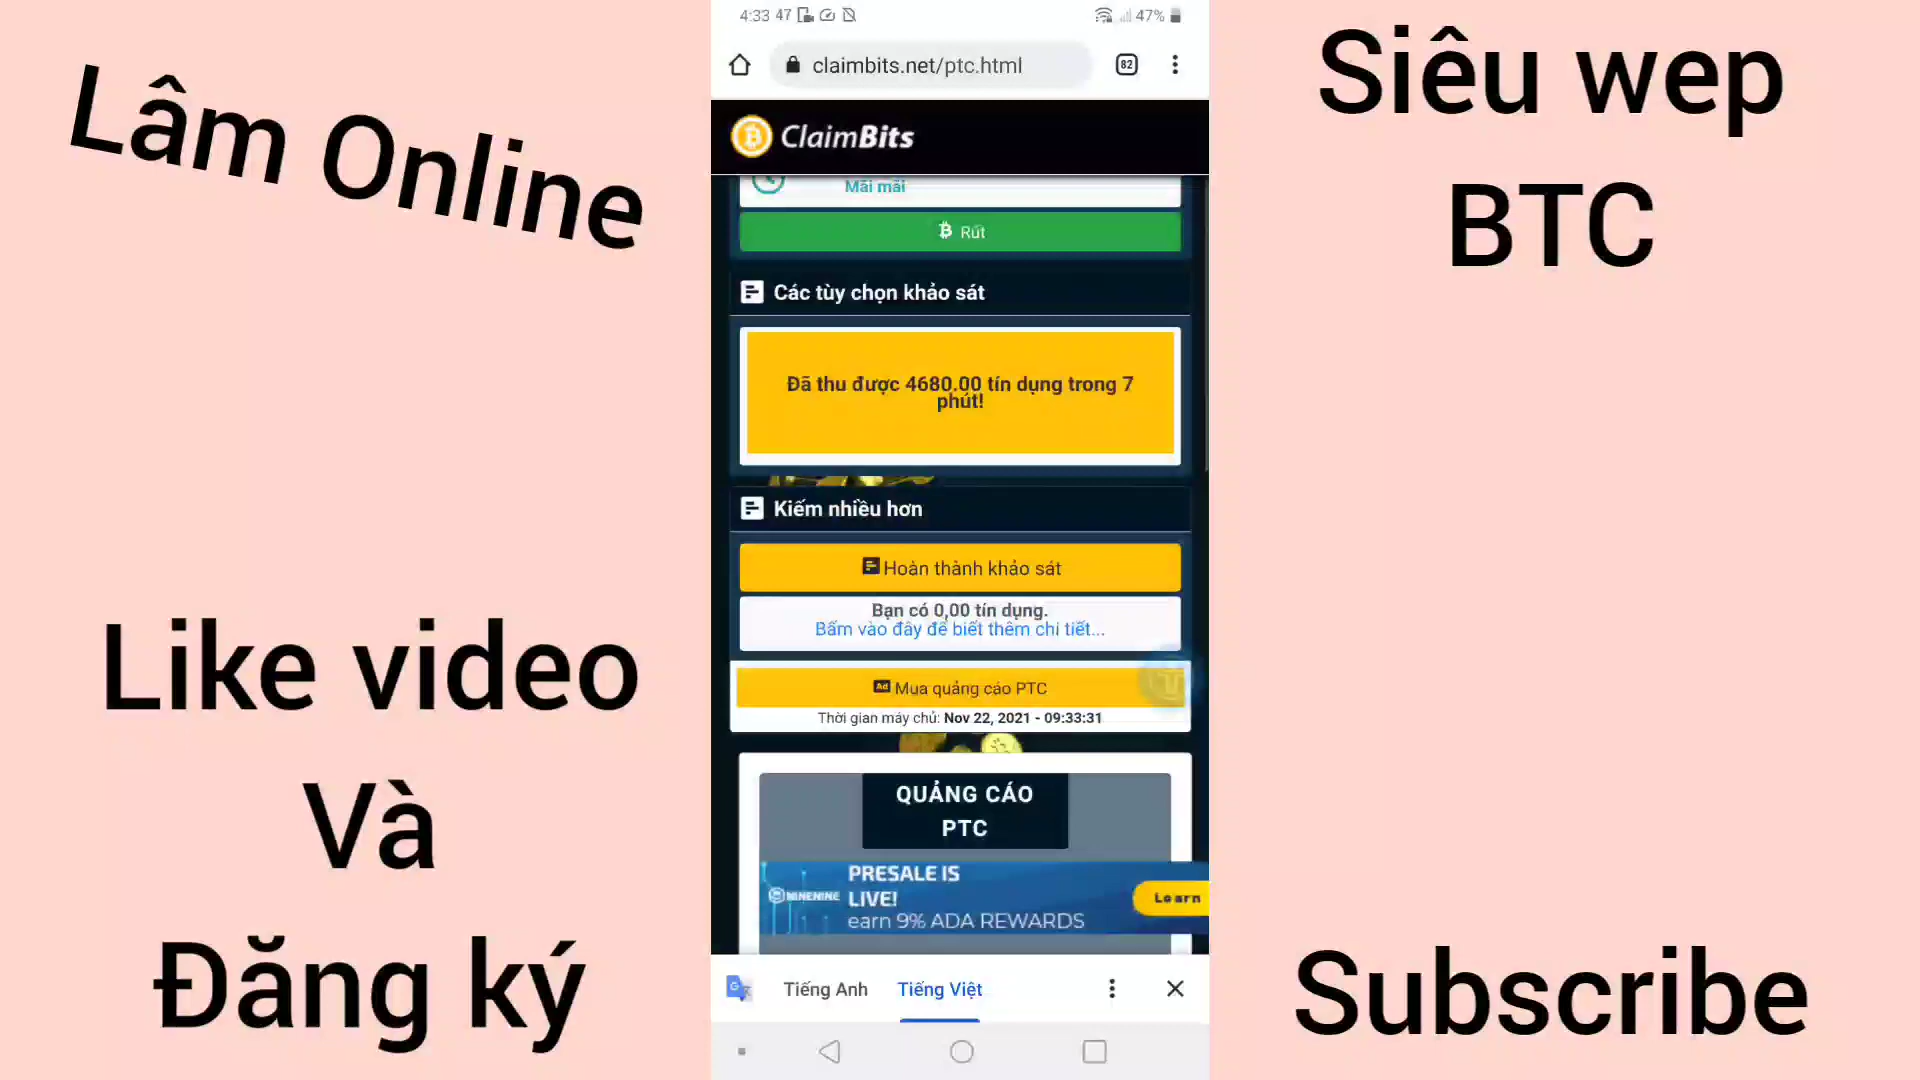 Lâm Online
Like video
Và
Đăng ký
4:33 47
47%
claimbits.net/ptc.html
82
ClaimBits
Mãi mãi
Rút
Các tùy chọn khảo sát
Đã thu được 4680.00 tín dụng trong 7
phút!
Kiếm nhiều hơn
Hoàn thành khảo sát
Bạn có 0,00 tín dụng.
Bấm vào đây để biết thêm chi tiết...
Ad Mua quảng cáo PTC
Thời gian máy chủ: Nov 22, 2021 - 09:33:31
QUẢNG CÁO
PTC
NINENINE
PRESALE IS
LIVE!
earn 9% ADA REWARDS
Learn
Tiếng Anh
Tiếng Việt
Siêu wep
BTC
Subscribe